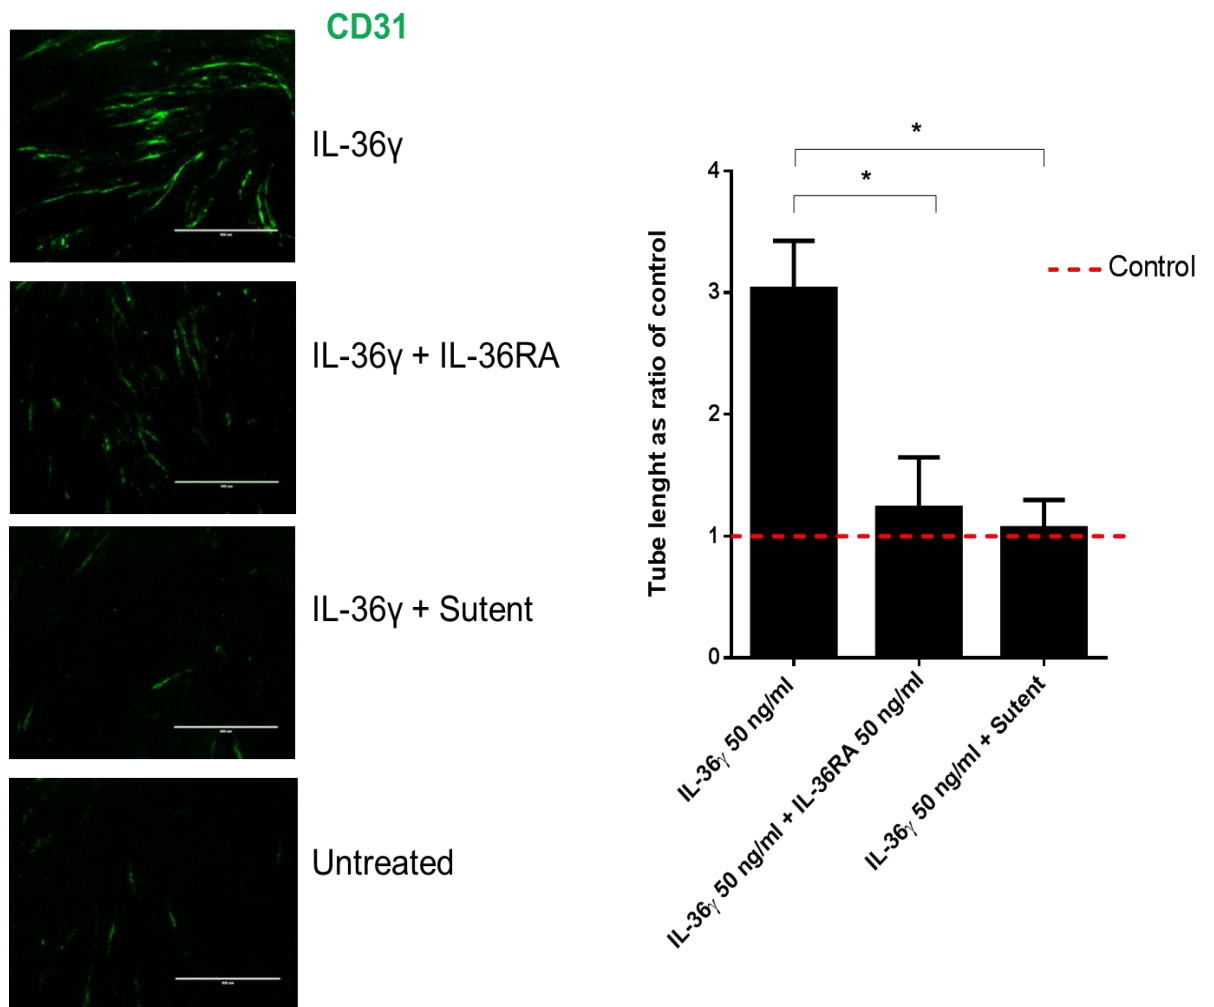 CD31
IL-36γ
IL-36γ + IL-36RA
IL-36γ + Sutent
Untreated
*
*
Control
Tube lenght as ratio of control
4
3
2
1
0
IL-36γ 50 ng/ml
IL-36γ 50 ng/ml + IL-36RA 50 ng/ml
IL-36γ 50 ng/ml + Sutent